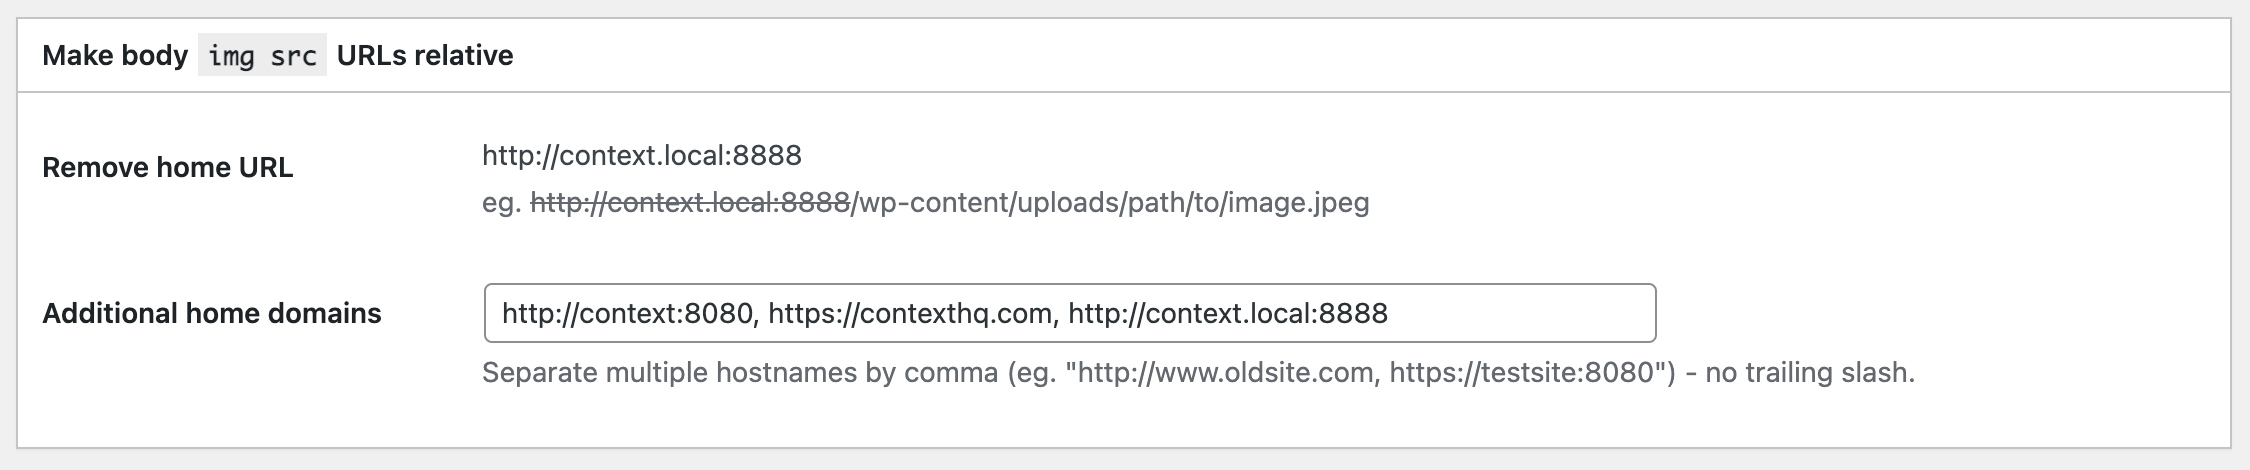 Make body img src URLs relative
Remove home URL
http://context.local:8888
eg. http://context.local:8888/wp-content/uploads/path/to/image.jpeg
Additional home domains
http://context:8080, https://contexthq.com, http://context.local:8888
Separate multiple hostnames by comma (eg. "http://www.oldsite.com, https://testsite:8080") - no trailing slash.